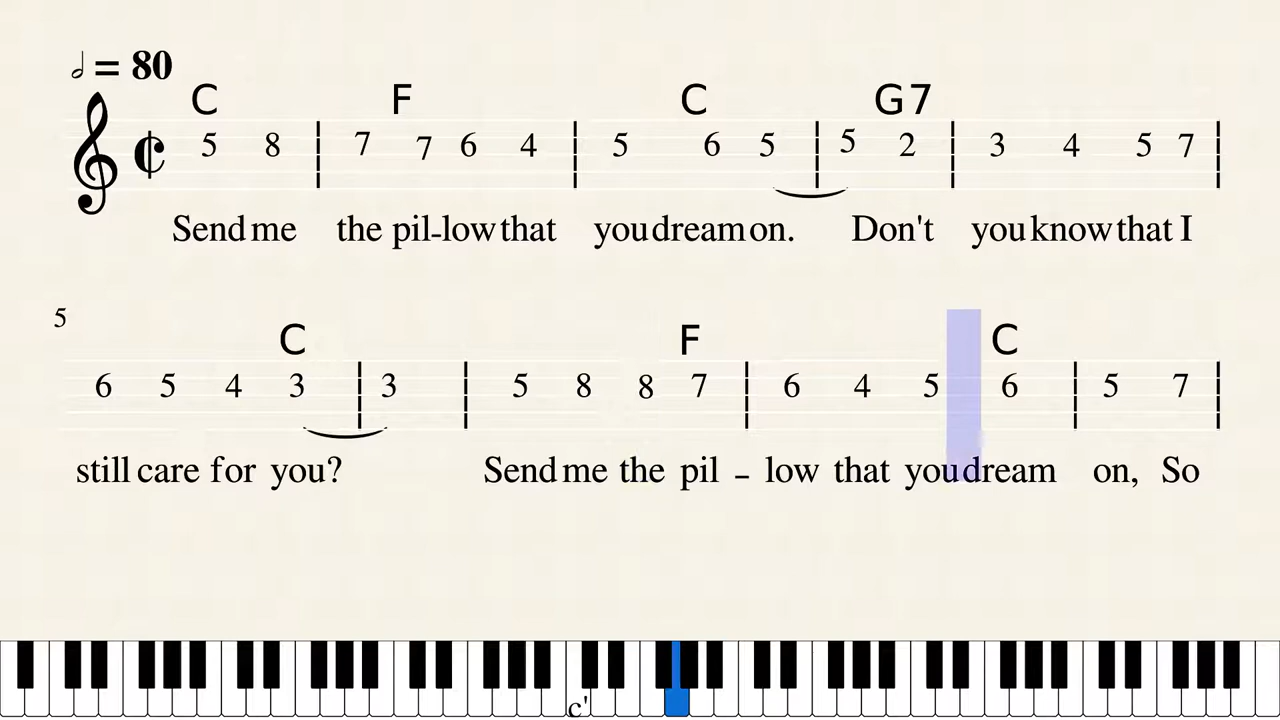 𝅗𝅥 = 80
C F C G7
5 8 7 7 6 4 5 6 5 5 2 3 4 5 7
Send me the pil-low that you dream on. Don't you know that I
5
C F C
6 5 4 3 3 5 8 8 7 6 4 5 6 5 7
still care for you? Send me the pil - low that you dream on, So
c'